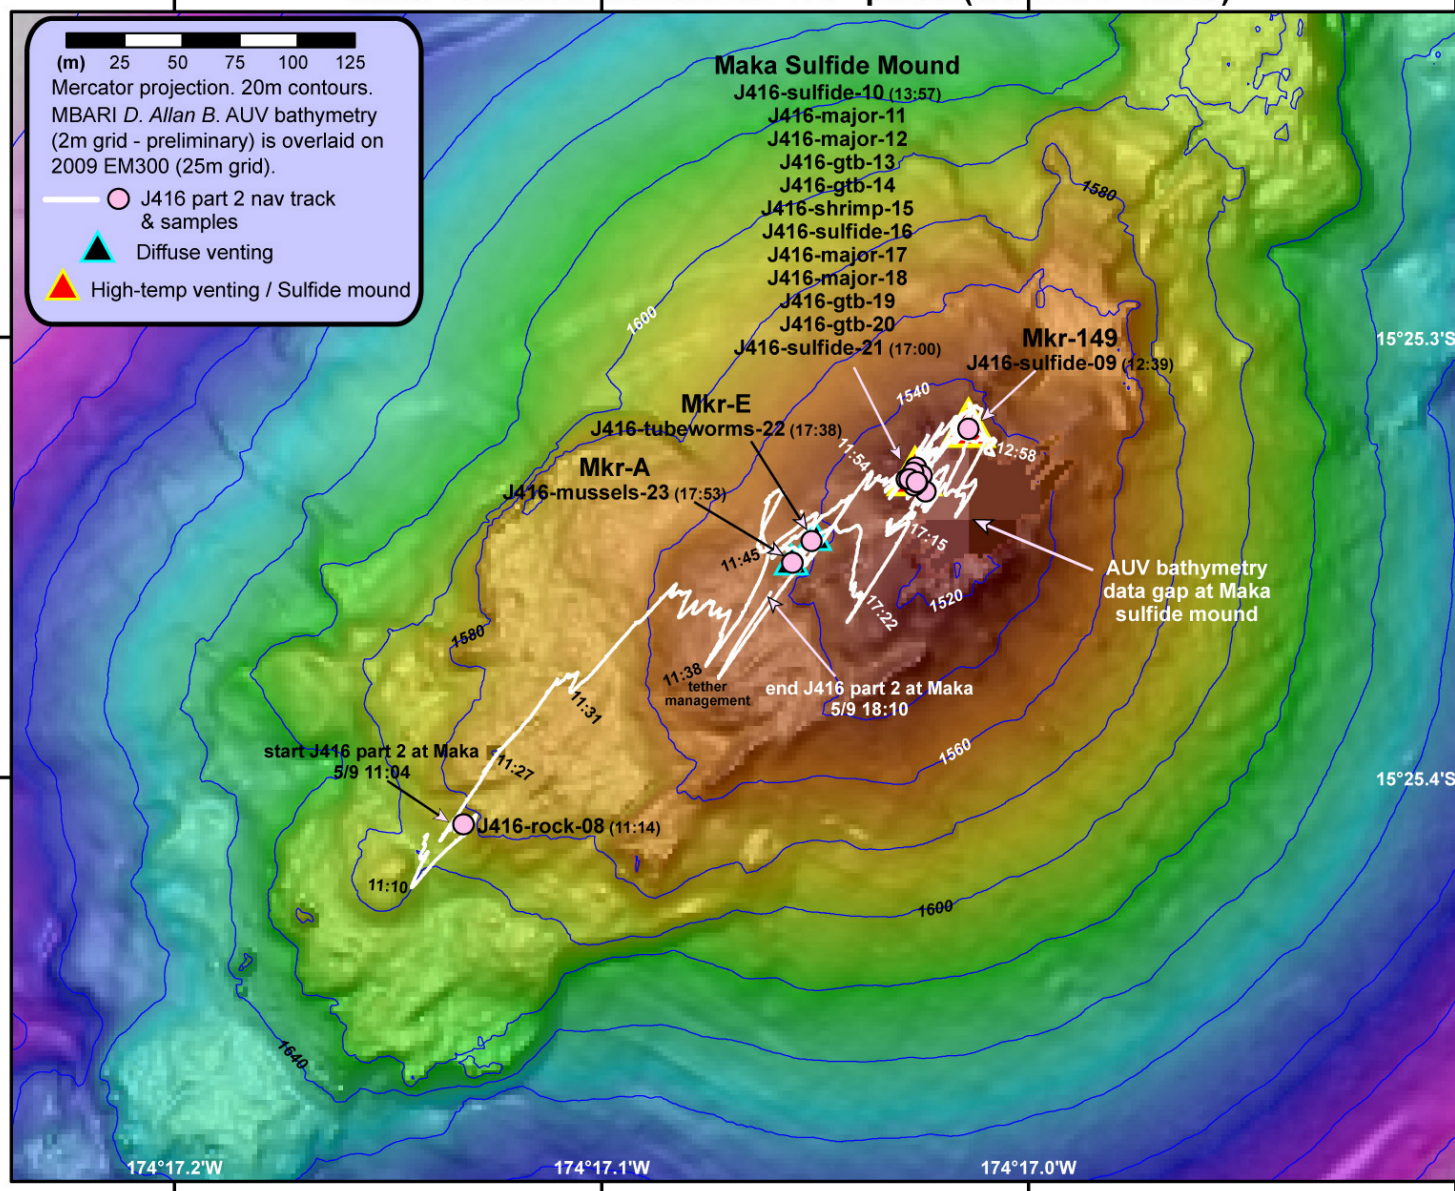 (m) 25 50 75 100 125
Mercator projection. 20m contours.
MBARI D. Allan B. AUV bathymetry
(2m grid - preliminary) is overlaid on
2009 EM300 (25m grid).
J416 part 2 nav track
& samples
Diffuse venting
High-temp venting / Sulfide mound
Maka Sulfide Mound
J416-sulfide-10 (13:57)
J416-major-11
J416-major-12
J416-gtb-13
J416-gtb-14
J416-shrimp-15
J416-sulfide-16
J416-major-17
J416-major-18
J416-gtb-19
J416-gtb-20
J416-sulfide-21 (17:00)
1580
1600
Mkr-149
J416-sulfide-09 (12:39)
15°25.3'S
1540
Mkr-E
J416-tubeworms-22 (17:38)
Mkr-A
J416-mussels-23 (17:53)
11:54
12:58
17:15
11:45
AUV bathymetry
data gap at Maka
sulfide mound
1520
17:22
1580
11:38
tether
management
end J416 part 2 at Maka
5/9 18:10
11:31
start J416 part 2 at Maka
5/9 11:04
11:27
1560
15°25.4'S
J416-rock-08 (11:14)
11:10
1600
1640
174°17.2'W
174°17.1'W
174°17.0'W